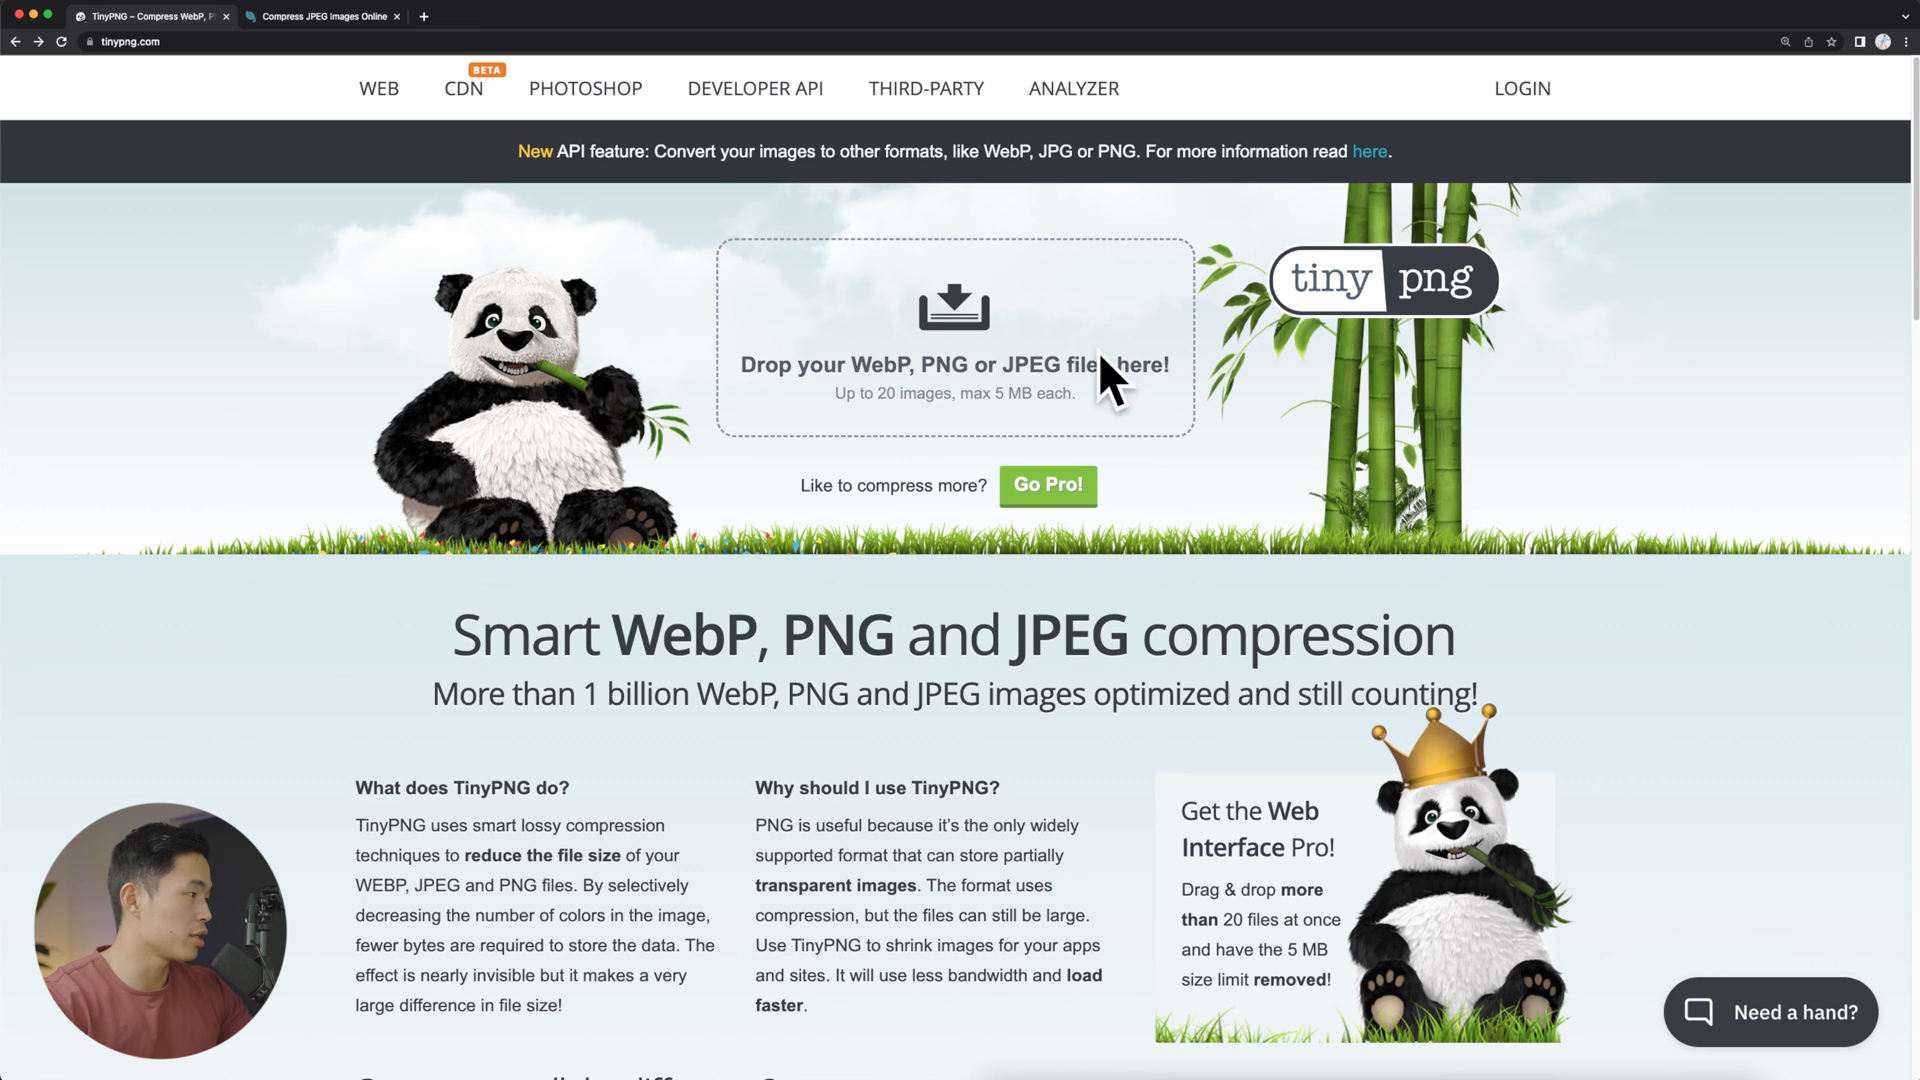 TinyPNG – Compress WebP, P
Compress JPEG Images Online
tinypng.com
BETA
WEB CDN PHOTOSHOP DEVELOPER API THIRD-PARTY ANALYZER LOGIN
New API feature: Convert your images to other formats, like WebP, JPG or PNG. For more information read here.
tiny png
Drop your WebP, PNG or JPEG file here!
Up to 20 images, max 5 MB each.
Like to compress more? Go Pro!
Smart WebP, PNG and JPEG compression
More than 1 billion WebP, PNG and JPEG images optimized and still counting!
What does TinyPNG do?
TinyPNG uses smart lossy compression
techniques to reduce the file size of your
WEBP, JPEG and PNG files. By selectively
decreasing the number of colors in the image,
fewer bytes are required to store the data. The
effect is nearly invisible but it makes a very
large difference in file size!
Why should I use TinyPNG?
PNG is useful because it's the only widely
supported format that can store partially
transparent images. The format uses
compression, but the files can still be large.
Use TinyPNG to shrink images for your apps
and sites. It will use less bandwidth and load
faster.
Get the Web
Interface Pro!
Drag & drop more
than 20 files at once
and have the 5 MB
size limit removed!
Need a hand?